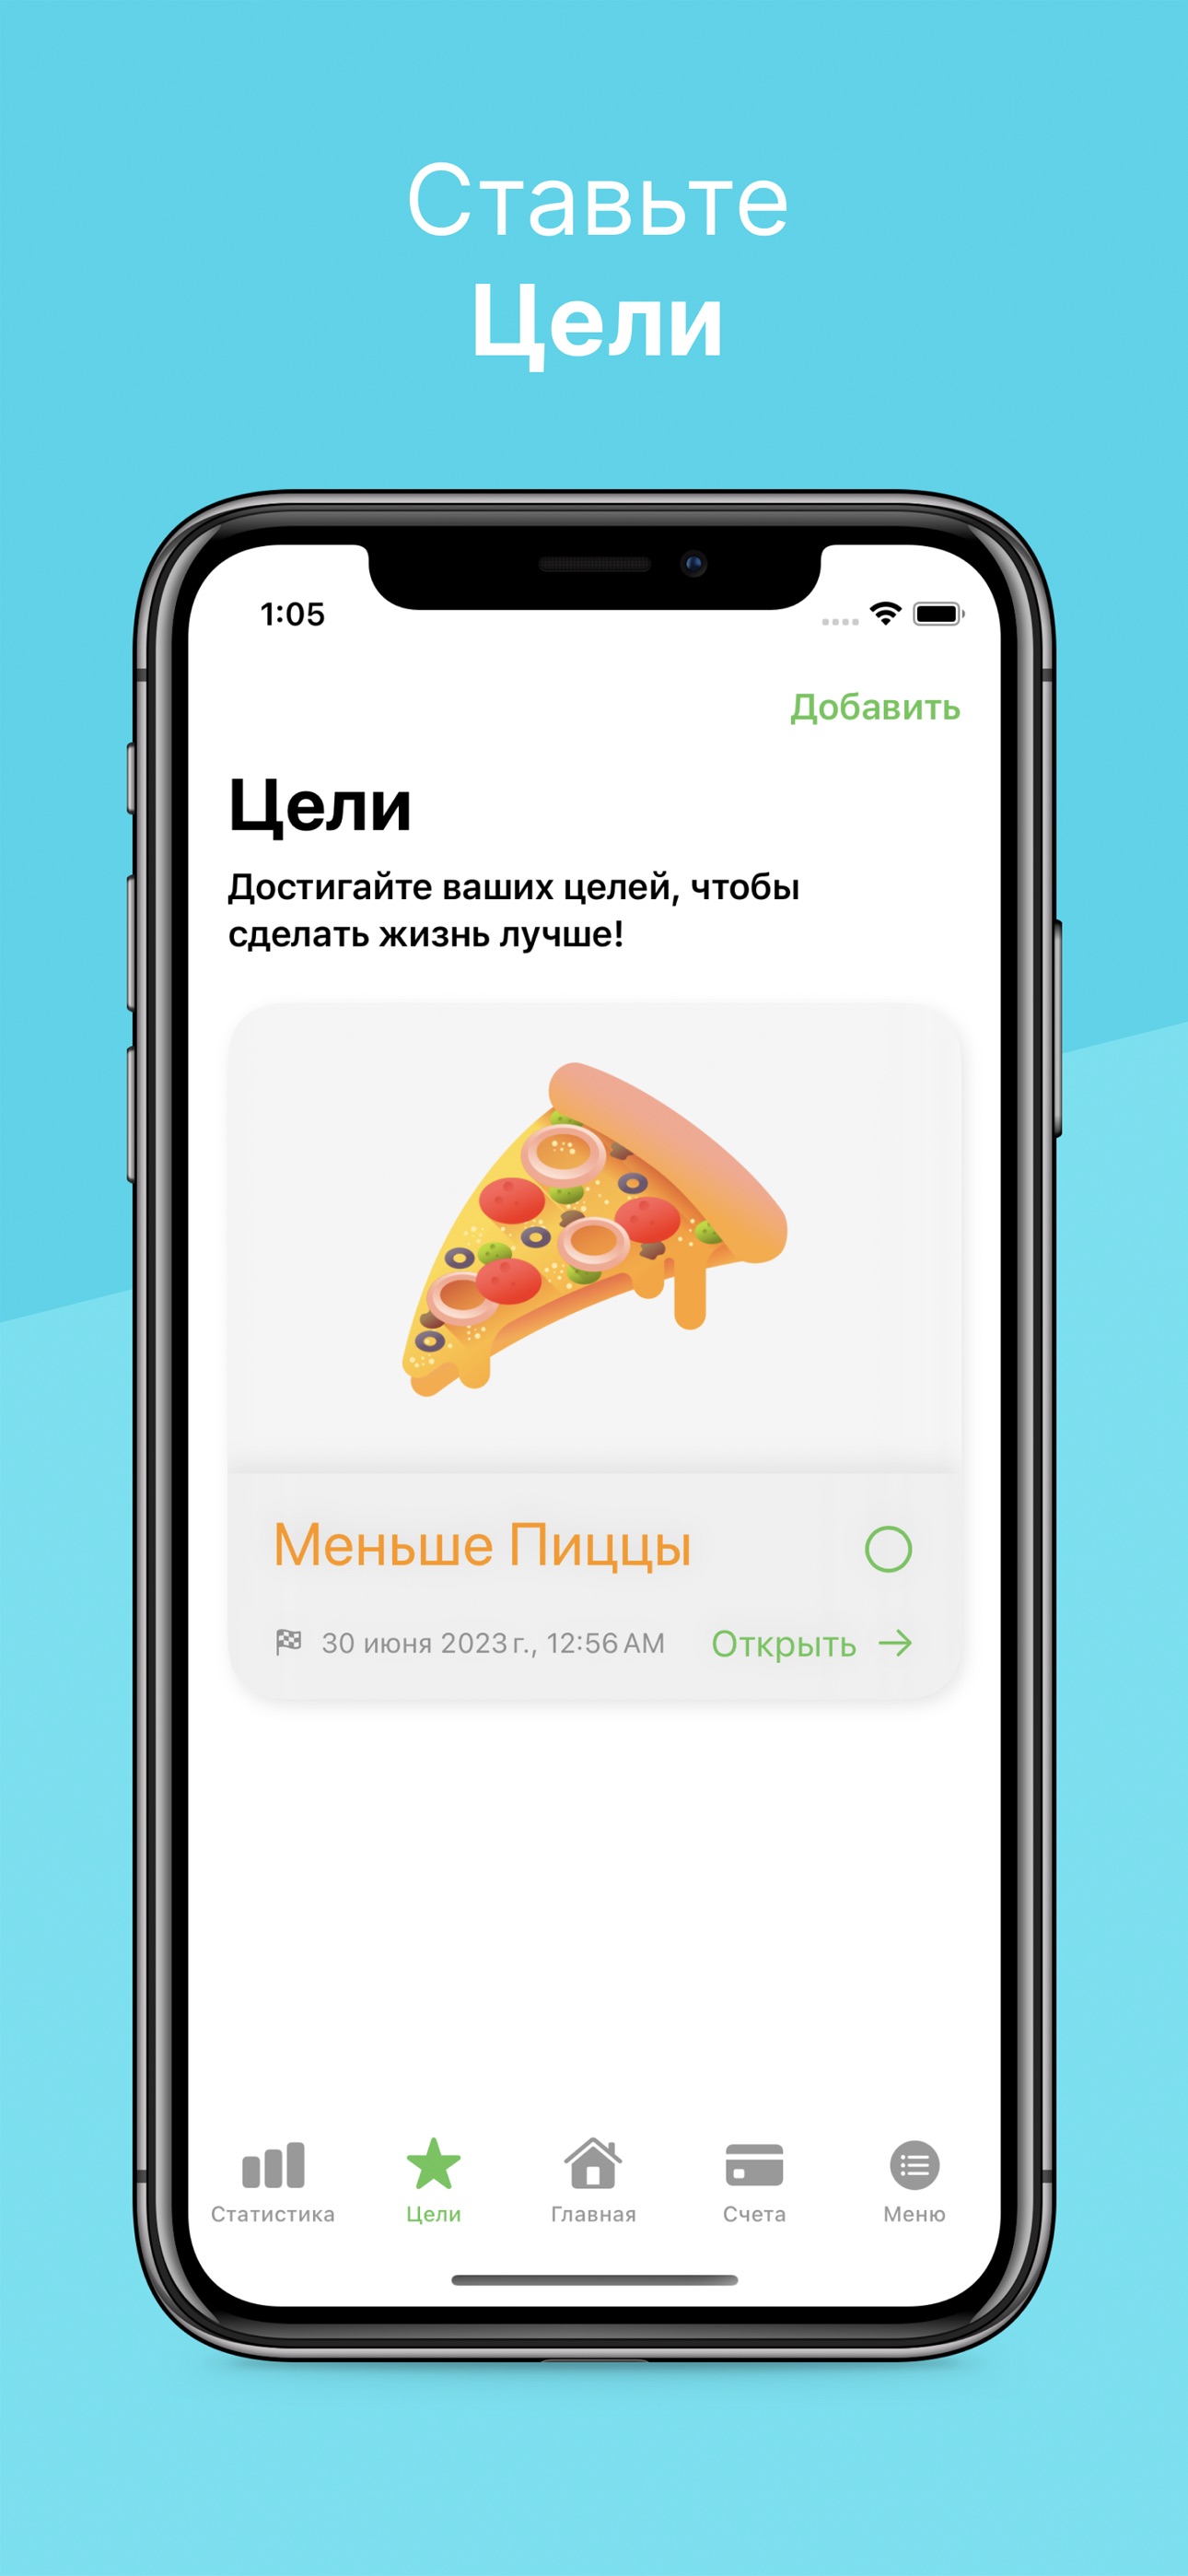 Ставьте
Цели
1:05
Добавить
Цели
Достигайте ваших целей, чтобы
сделать жизнь лучше!
Меньше Пиццы
30 июня 2023 г., 12:56 AM
Открыть →
Статистика
Цели
Главная
Счета
Меню